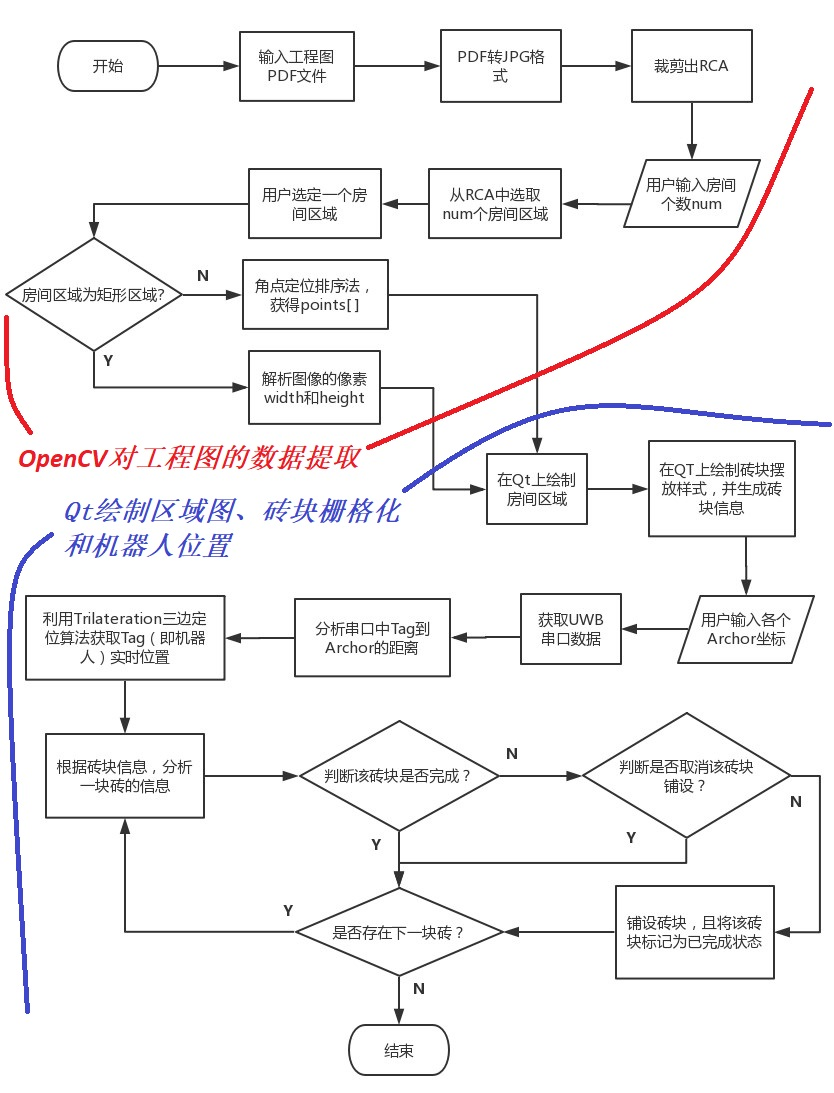 开始
输入工程图
PDF文件
PDF转JPG格
式
裁剪出RCA
用户输入房间
个数num
从RCA中选取
num个房间区域
用户选定一个房
间区域
房间区域为矩形区域?
N
角点定位排序法，
获得points[ ]
Y
解析图像的像素
width和height
OpenCV对工程图的数据提取
Qt绘制区域图、砖块栅格化
和机器人位置
在Qt上绘制
房间区域
在QT上绘制砖块摆
放样式，并生成砖
块信息
用户输入各个
Archor坐标
获取UWB
串口数据
分析串口中Tag到
Archor的距离
利用Trilateration三边定
位算法获取Tag（即机器
人）实时位置
根据砖块信息，分析
一块砖的信息
判断该砖块是否完成？
N
判断是否取消该砖块
铺设？
N
Y
Y
铺设砖块，且将该砖
块标记为已完成状态
是否存在下一块砖？
Y
N
结束